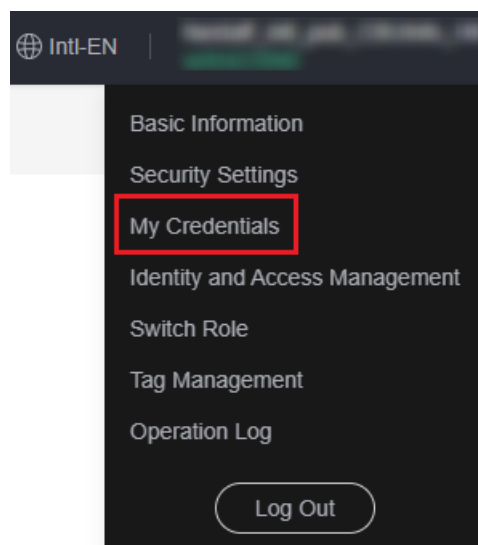 Intl-EN
Basic Information
Security Settings
My Credentials
Identity and Access Management
Switch Role
Tag Management
Operation Log
Log Out